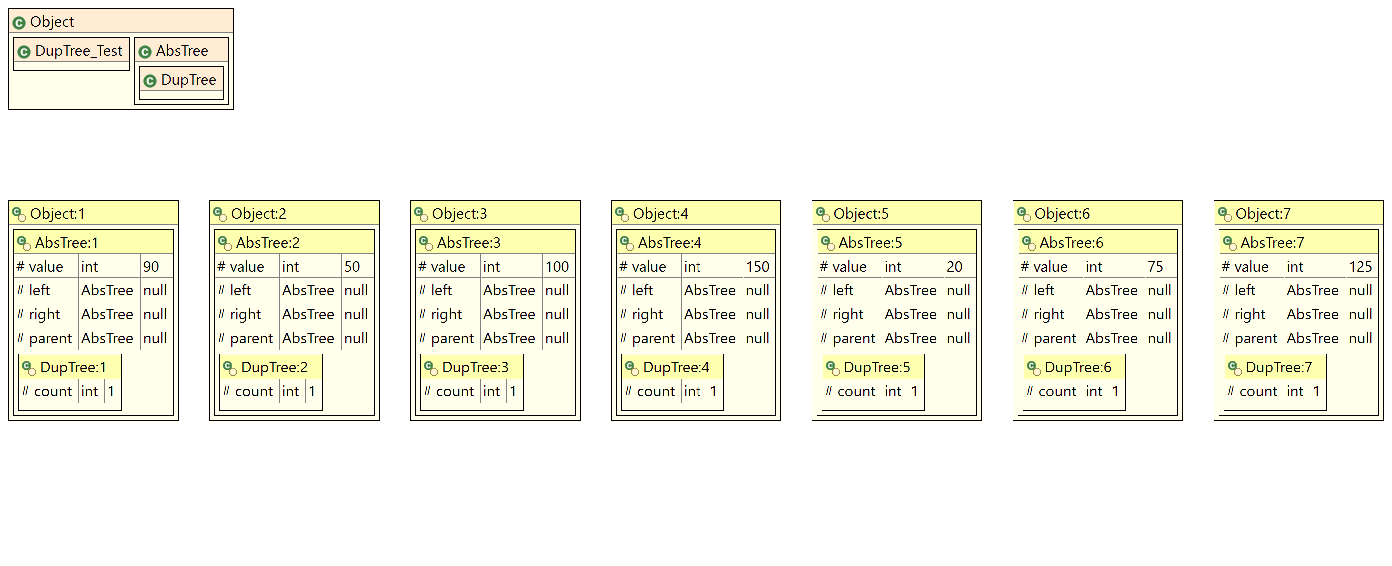 Object
DupTree_Test AbsTree
DupTree
Object:1 Object:2 Object:3 Object:4 Object:5 Object:6 Object:7
AbsTree:1 AbsTree:2 AbsTree:3 AbsTree:4 AbsTree:5 AbsTree:6 AbsTree:7
# value int 90 # value int 50 # value int 100 # value int 150 # value int 20 # value int 75 # value int 125
// left AbsTree null // left AbsTree null // left AbsTree null // left AbsTree null // left AbsTree null // left AbsTree null // left AbsTree null
// right AbsTree null // right AbsTree null // right AbsTree null // right AbsTree null // right AbsTree null // right AbsTree null // right AbsTree null
// parent AbsTree null // parent AbsTree null // parent AbsTree null // parent AbsTree null // parent AbsTree null // parent AbsTree null // parent AbsTree null
DupTree:1 DupTree:2 DupTree:3 DupTree:4 DupTree:5 DupTree:6 DupTree:7
// count int 1 // count int 1 // count int 1 // count int 1 // count int 1 // count int 1 // count int 1